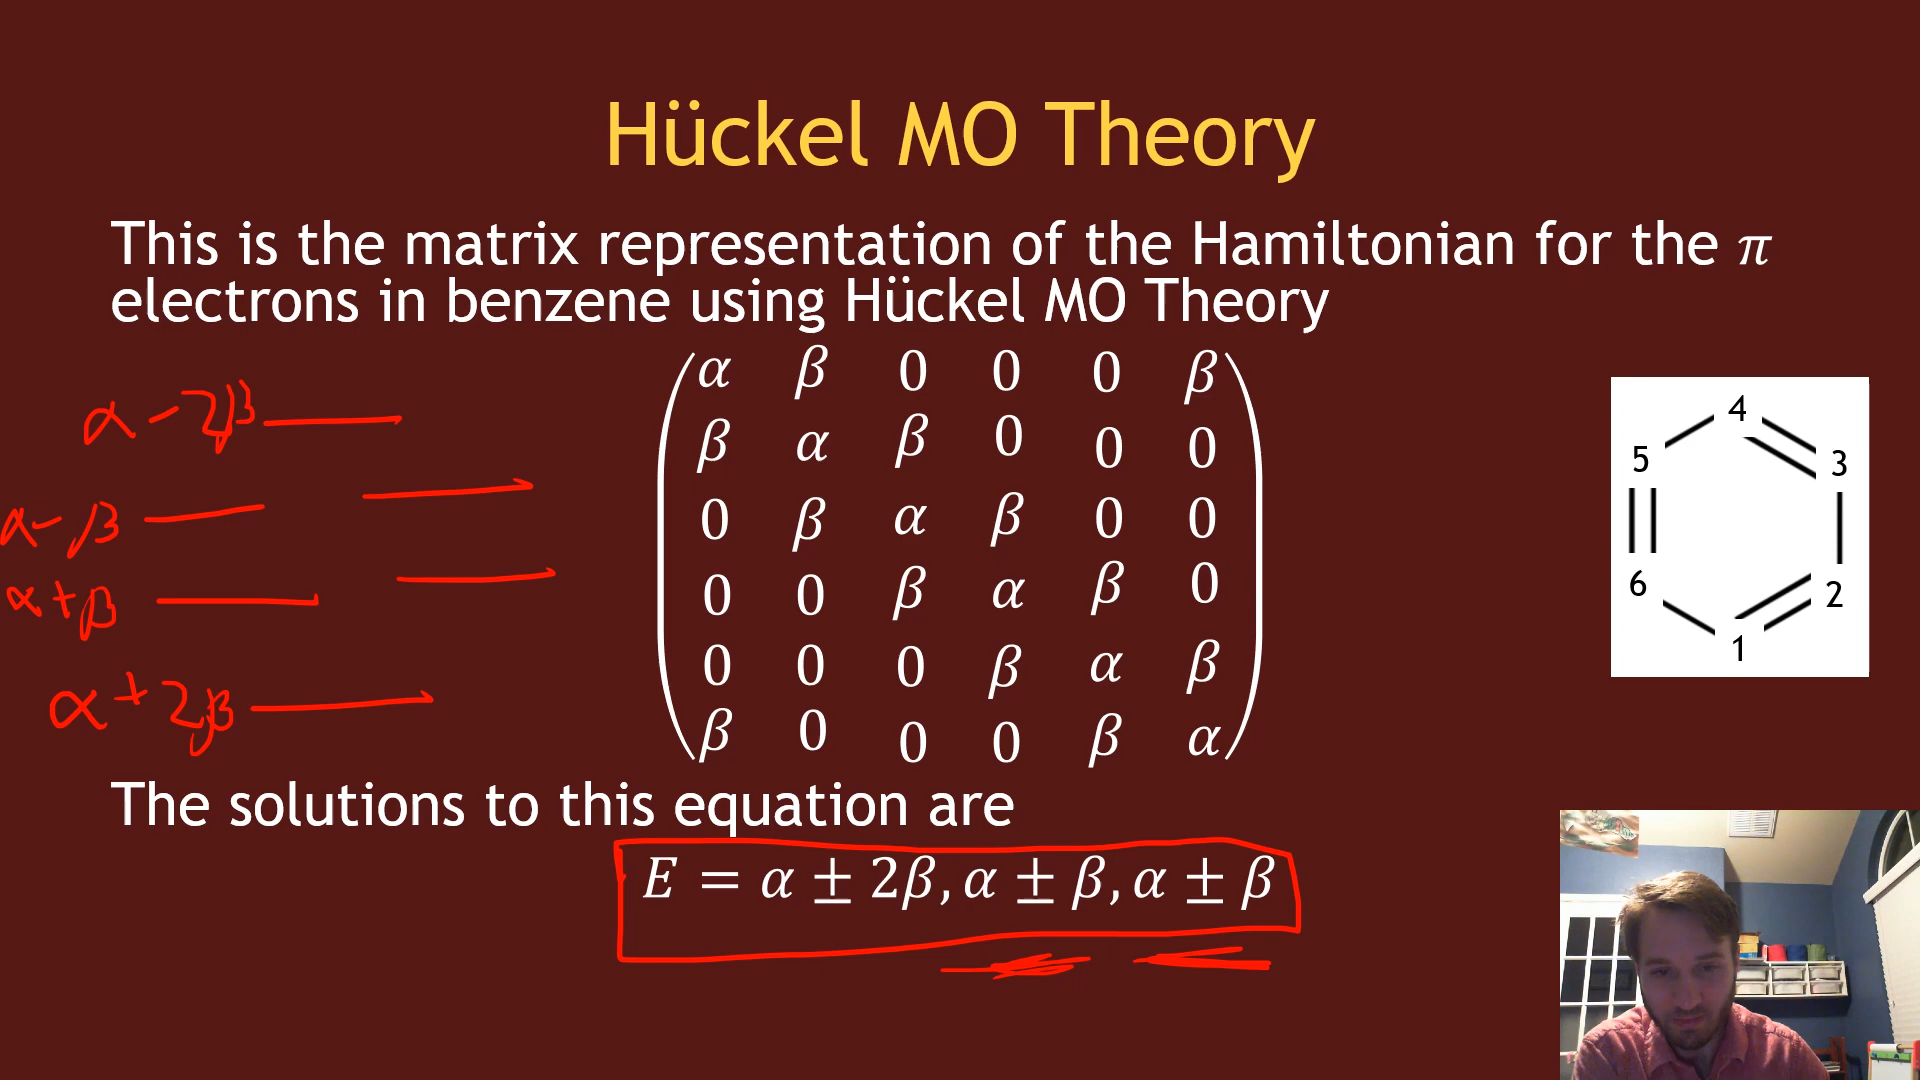 Hückel MO Theory
This is the matrix representation of the Hamiltonian for the π
electrons in benzene using Hückel MO Theory
α β 0 0 0 β
β α β 0 0 0
0 β α β 0 0
0 0 β α β 0
0 0 0 β α β
β 0 0 0 β α
α - 2β
α - β
α + β
α + 2β
4
5 3
6 2
1
The solutions to this equation are
E = α ± 2β, α ± β, α ± β